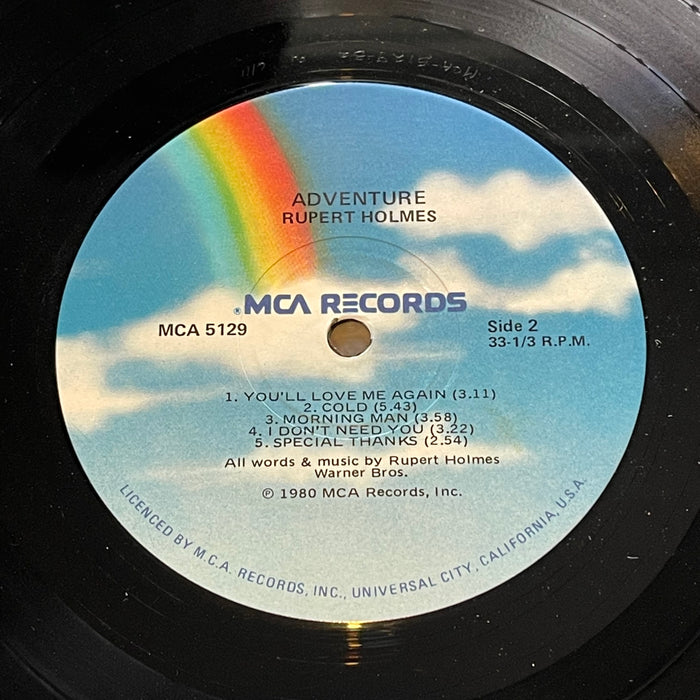 ADVENTURE
RUPERT HOLMES
®MCA RECORDS
MCA 5129
Side 2
33-1/3 R.P.M.
1. YOU'LL LOVE ME AGAIN (3.11)
2. COLD (5.43)
3. MORNING MAN (3.58)
4. I DON'T NEED YOU (3.22)
5. SPECIAL THANKS (2.54)
All words & music by Rupert Holmes
Warner Bros.
℗ 1980 MCA Records, Inc.
LICENCED BY M.C.A. RECORDS, INC., UNIVERSAL CITY, CALIFORNIA, U.S.A.